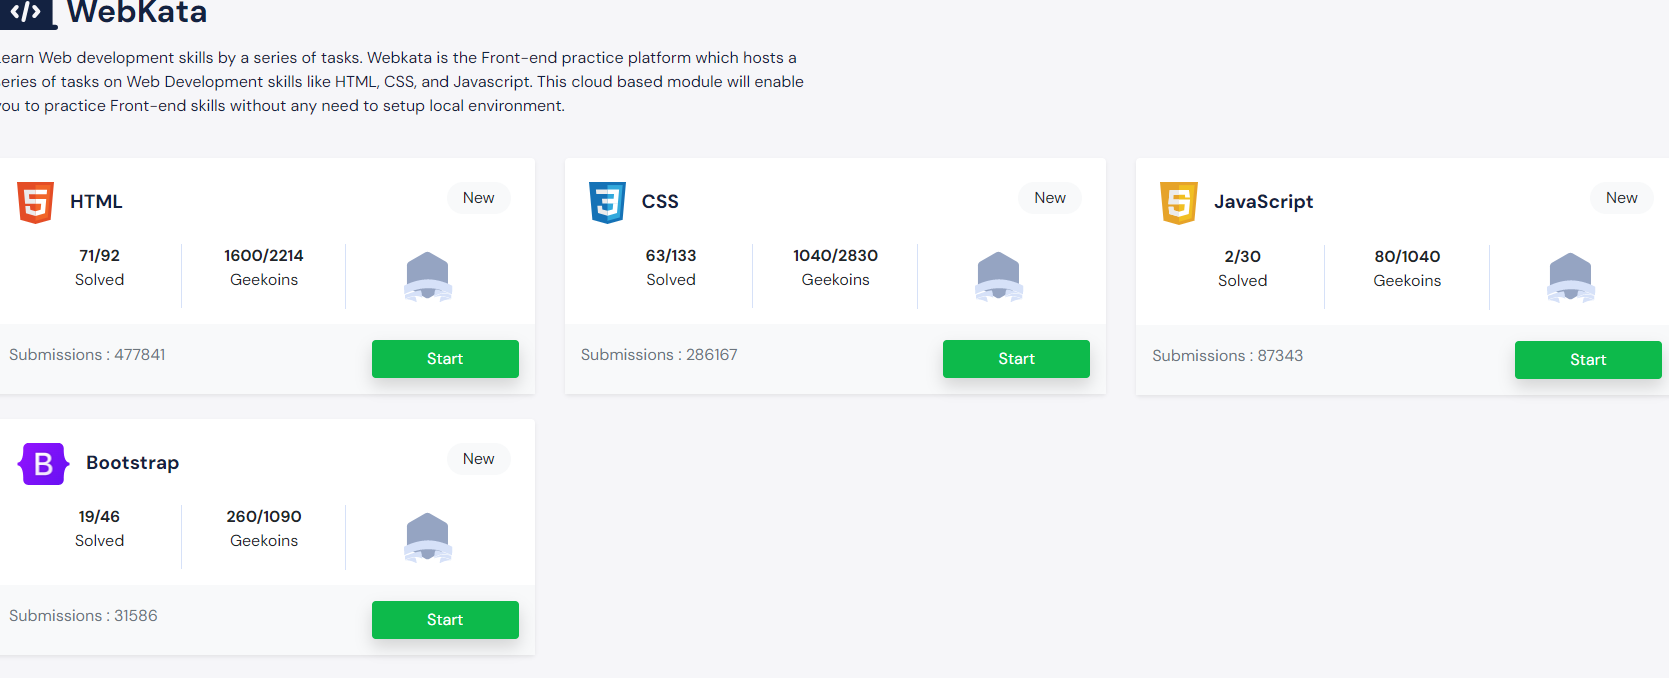 WebKata
earn Web development skills by a series of tasks. Webkata is the Front-end practice platform which hosts a
eries of tasks on Web Development skills like HTML, CSS, and Javascript. This cloud based module will enable
you to practice Front-end skills without any need to setup local environment.
HTML
New
71/92
Solved
1600/2214
Geekoins
Submissions : 477841
Start
CSS
New
63/133
Solved
1040/2830
Geekoins
Submissions : 286167
Start
JavaScript
New
2/30
Solved
80/1040
Geekoins
Submissions : 87343
Start
Bootstrap
New
19/46
Solved
260/1090
Geekoins
Submissions : 31586
Start